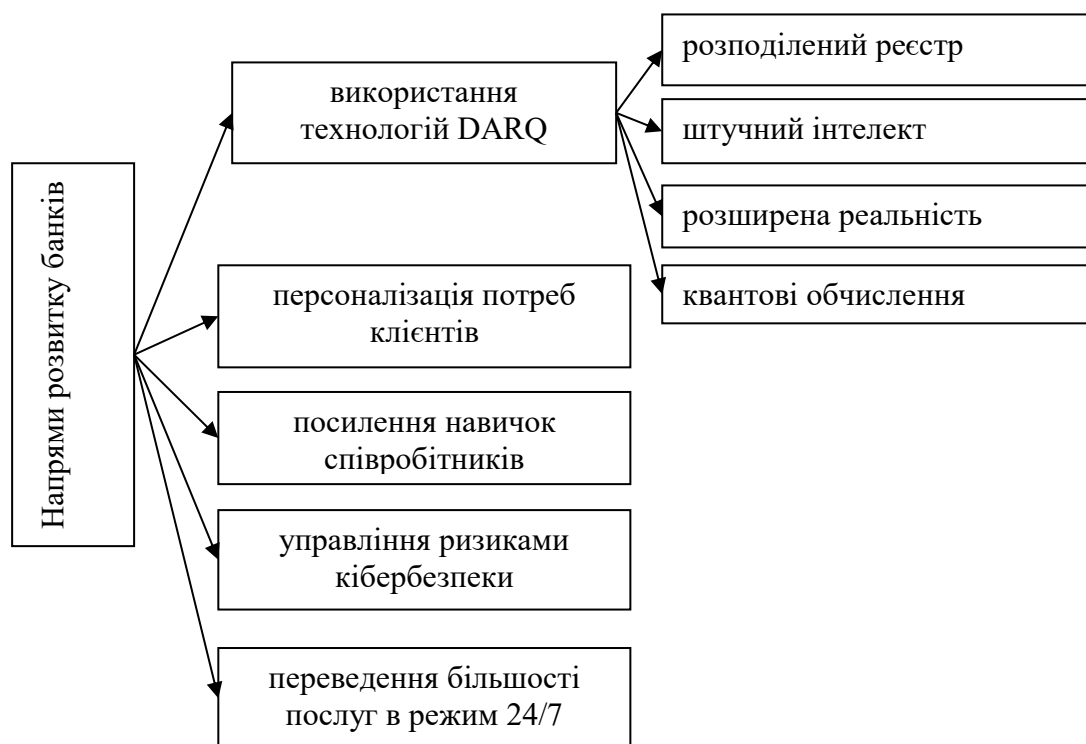 Напрями розвитку банків
використання
технологій DARQ
розподілений реєстр
штучний інтелект
розширена реальність
квантові обчислення
персоналізація потреб
клієнтів
посилення навичок
співробітників
управління ризиками
кібербезпеки
переведення більшості
послуг в режим 24/7